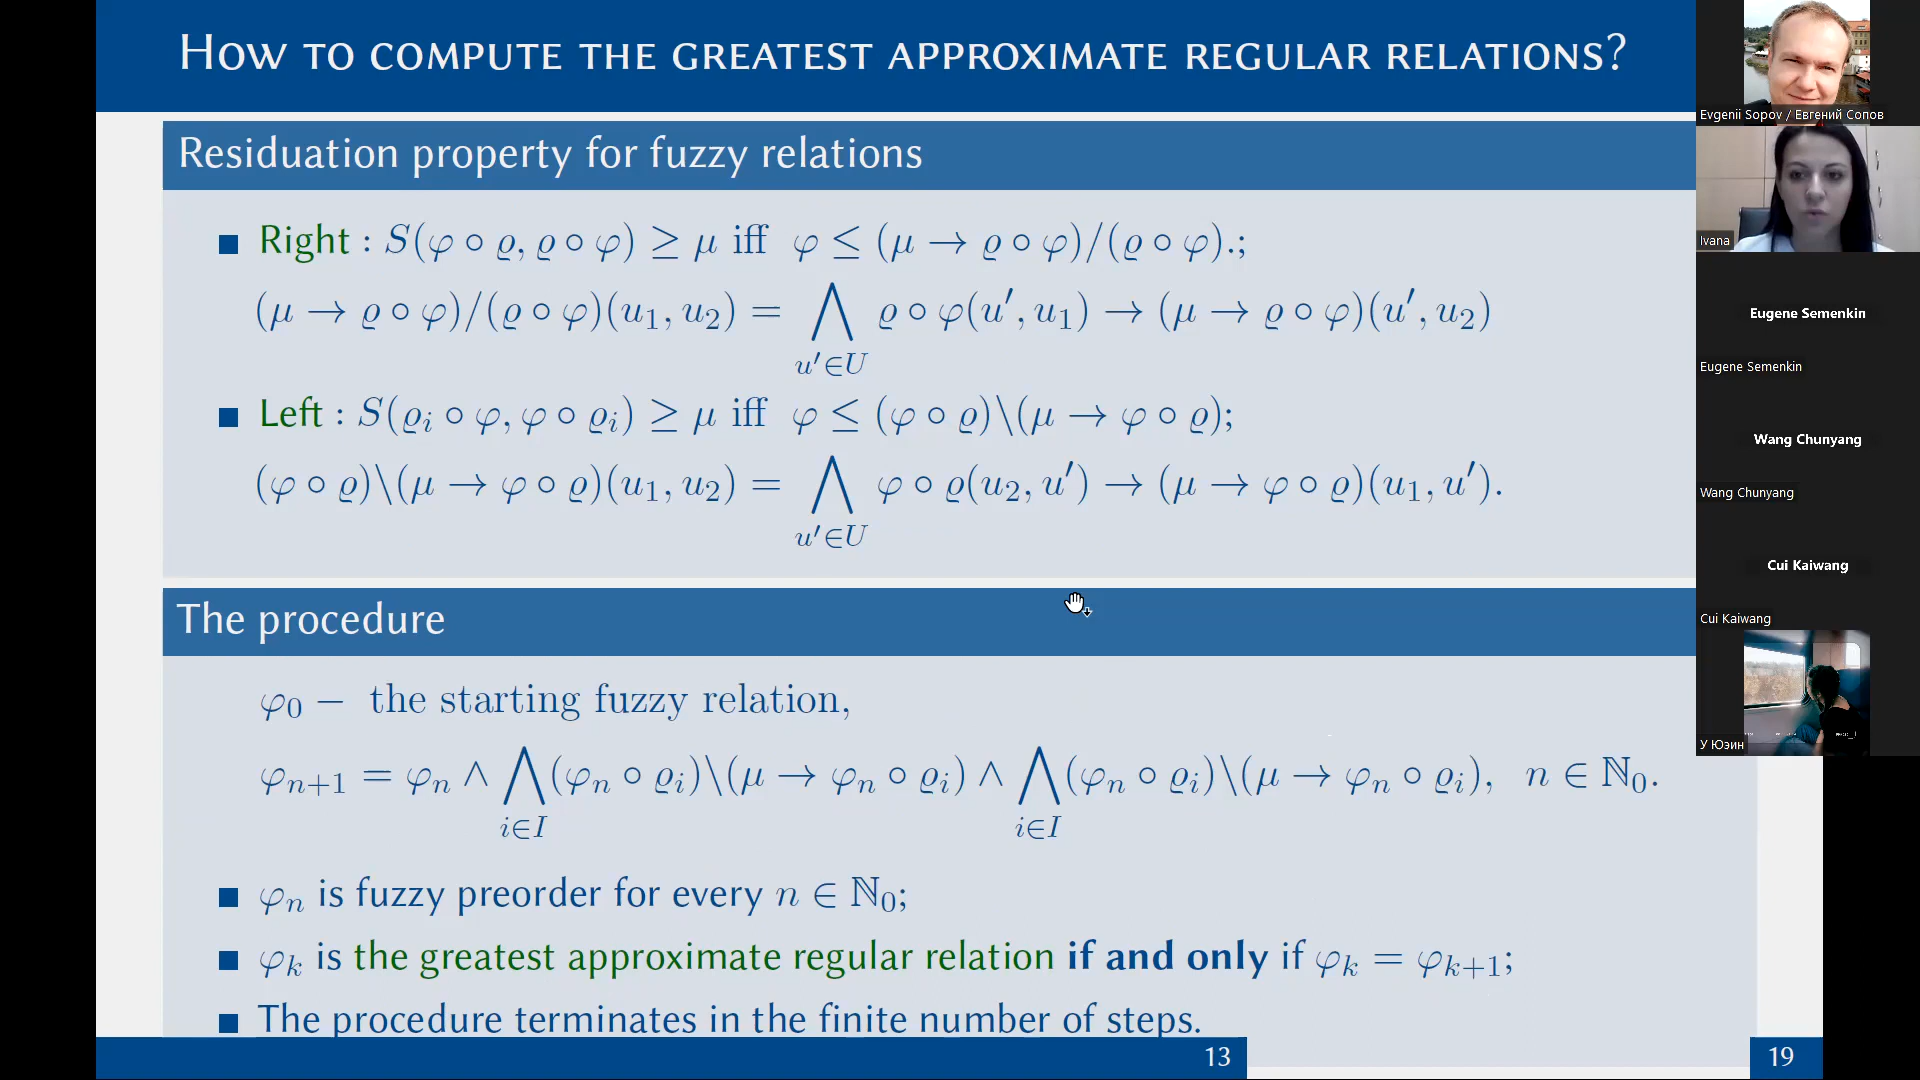 How to compute the greatest approximate regular relations?
Residuation property for fuzzy relations
Right : S(φ ∘ ϱ, ϱ ∘ φ) ≥ μ iff φ ≤ (μ → ϱ ∘ φ)/(ϱ ∘ φ).;
(μ → ϱ ∘ φ)/(ϱ ∘ φ)(u₁, u₂) = ⋀ ϱ ∘ φ(u′, u₁) → (μ → ϱ ∘ φ)(u′, u₂)
u′∈U
Left : S(ϱᵢ ∘ φ, φ ∘ ϱᵢ) ≥ μ iff φ ≤ (φ ∘ ϱ)\(μ → φ ∘ ϱ);
(φ ∘ ϱ)\(μ → φ ∘ ϱ)(u₁, u₂) = ⋀ φ ∘ ϱ(u₂, u′) → (μ → φ ∘ ϱ)(u₁, u′).
u′∈U
The procedure
φ₀ − the starting fuzzy relation,
φₙ₊₁ = φₙ ∧ ⋀ (φₙ ∘ ϱᵢ)\(μ → φₙ ∘ ϱᵢ) ∧ ⋀ (φₙ ∘ ϱᵢ)\(μ → φₙ ∘ ϱᵢ), n ∈ ℕ₀.
i∈I i∈I
φₙ is fuzzy preorder for every n ∈ ℕ₀;
φₖ is the greatest approximate regular relation if and only if φₖ = φₖ₊₁;
The procedure terminates in the finite number of steps.
13 19
Evgenii Sopov / Евгений Сопов
Ivana
Eugene Semenkin
Eugene Semenkin
Wang Chunyang
Wang Chunyang
Cui Kaiwang
Cui Kaiwang
У Юэин